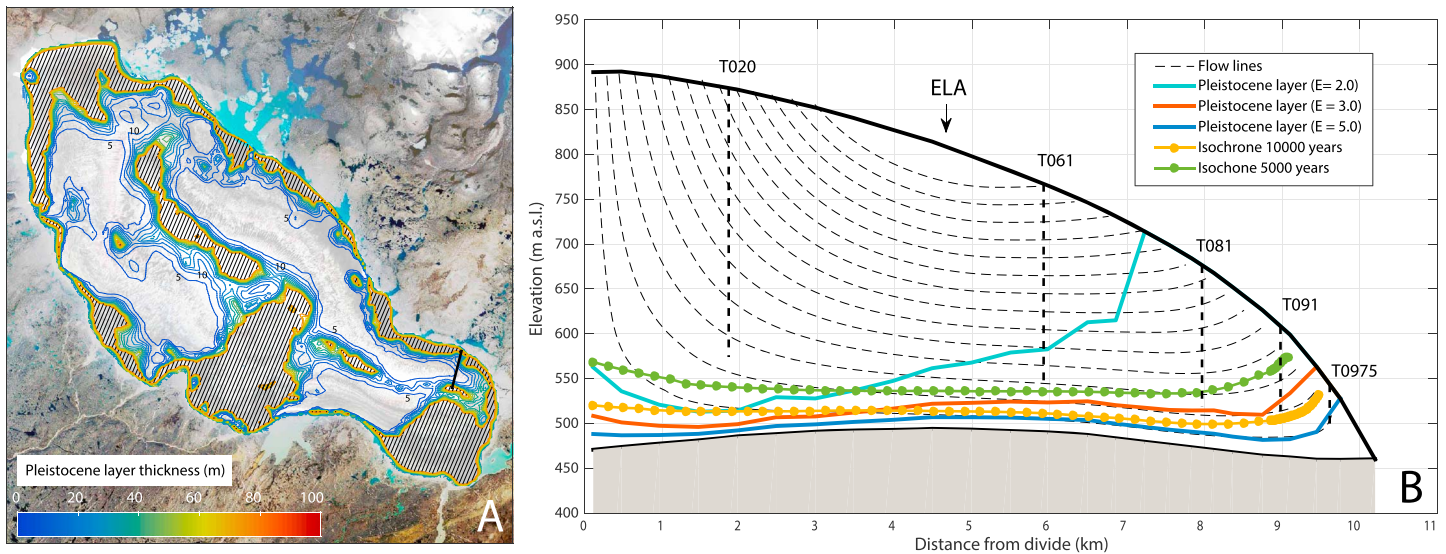 10
5
5
5
10
10
5
5
Pleistocene layer thickness (m)
0 20 40 60 80 100
A
950
900
850
800
750
700
650
600
550
500
450
400
Elevation (m a.s.l.)
0 1 2 3 4 5 6 7 8 9 10 11
Distance from divide (km)
T020
ELA
T061
T081
T091
T0975
Flow lines
Pleistocene layer (E= 2.0)
Pleistocene layer (E = 3.0)
Pleistocene layer (E = 5.0)
Isochrone 10000 years
Isochone 5000 years
B